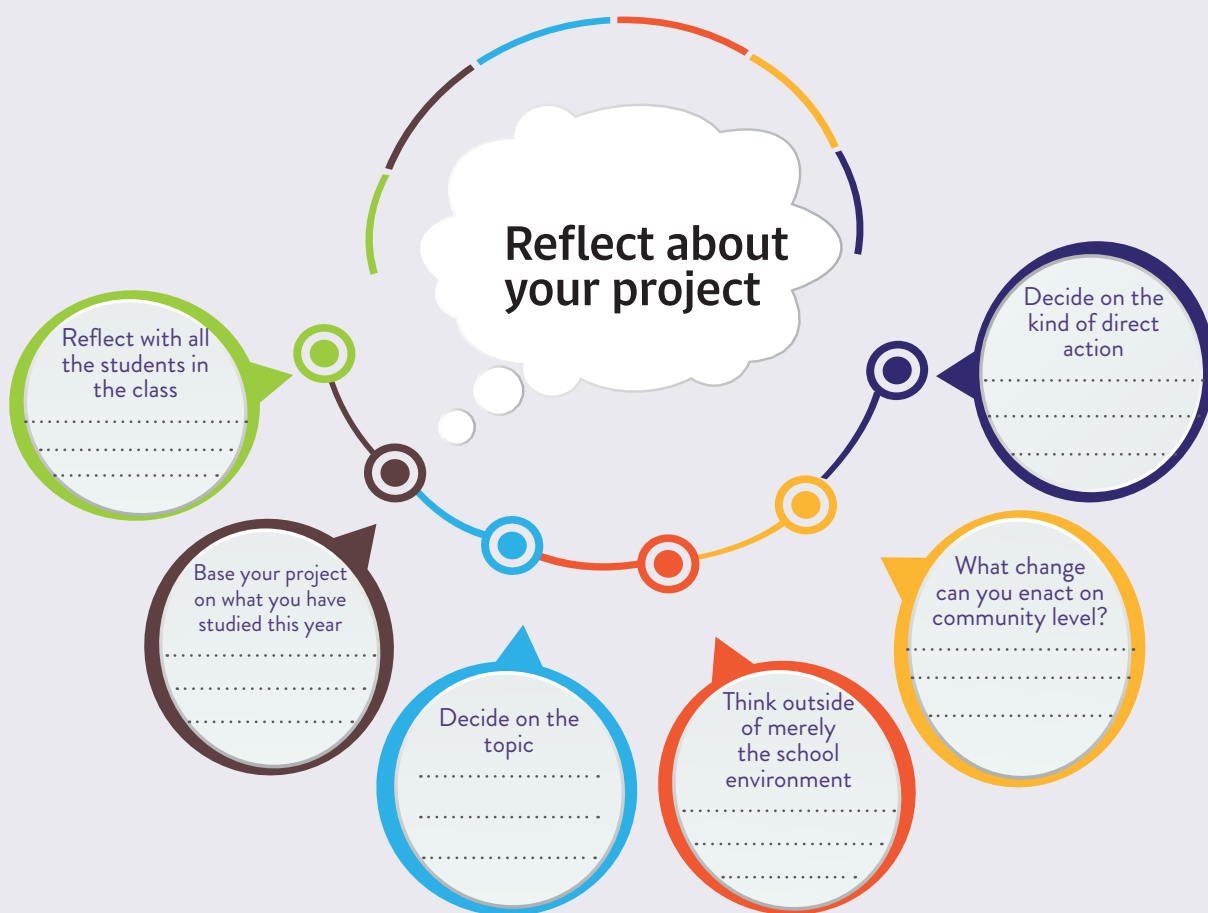 Reflect about
your project
Reflect with all
the students in
the class
Base your project
on what you have
studied this year
Decide on the
topic
Think outside
of merely
the school
environment
What change
can you enact on
community level?
Decide on the
kind of direct
action